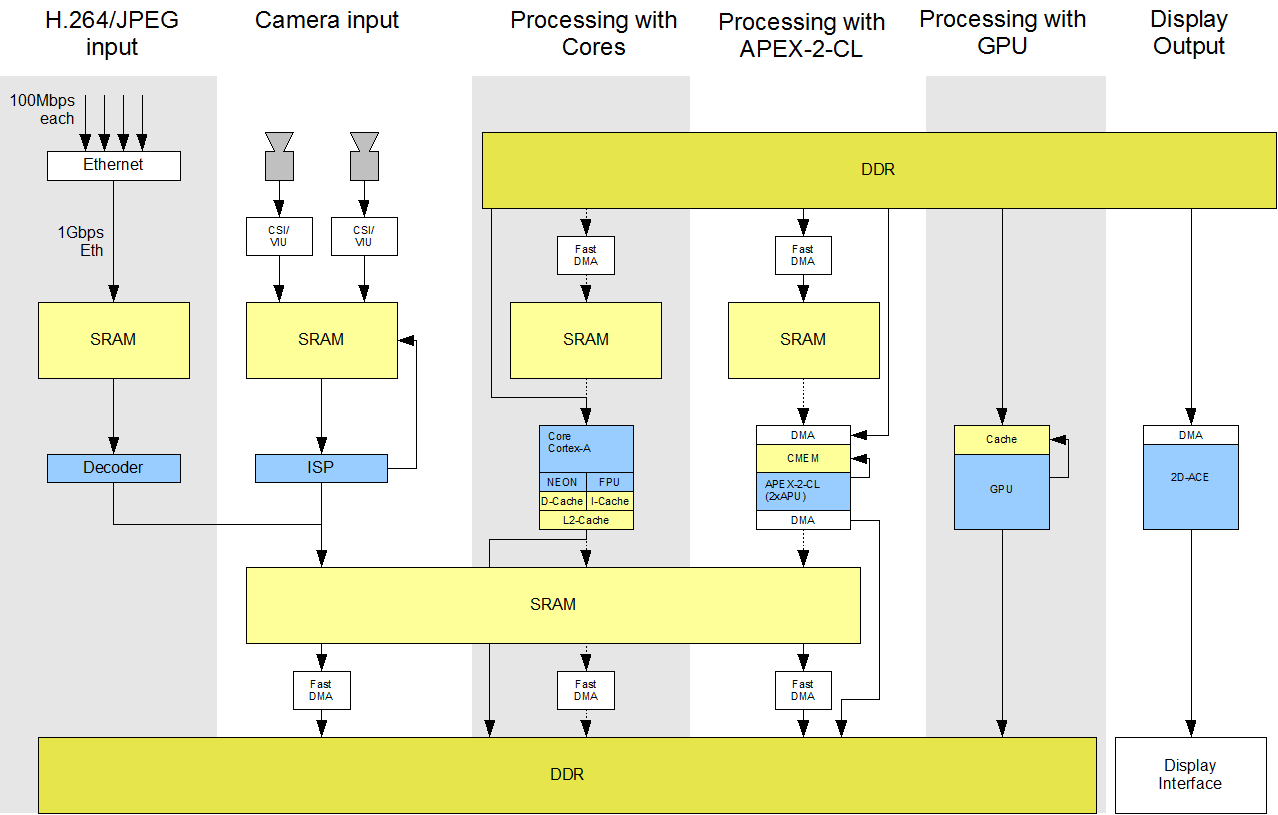 H.264/JPEG
input
Camera input
Processing with
Cores
Processing with
APEX-2-CL
Processing with
GPU
Display
Output
100Mbps
each
Ethernet
DDR
1Gbps
Eth
CSI/
VIU
CSI/
VIU
Fast
DMA
Fast
DMA
SRAM
SRAM
SRAM
SRAM
Decoder
ISP
Core
Cortex-A
NEON
FPU
D-Cache
I-Cache
L2-Cache
DMA
CMEM
APEX-2-CL
(2xAPU)
DMA
Cache
GPU
DMA
2D-ACE
SRAM
Fast
DMA
Fast
DMA
Fast
DMA
DDR
Display
Interface